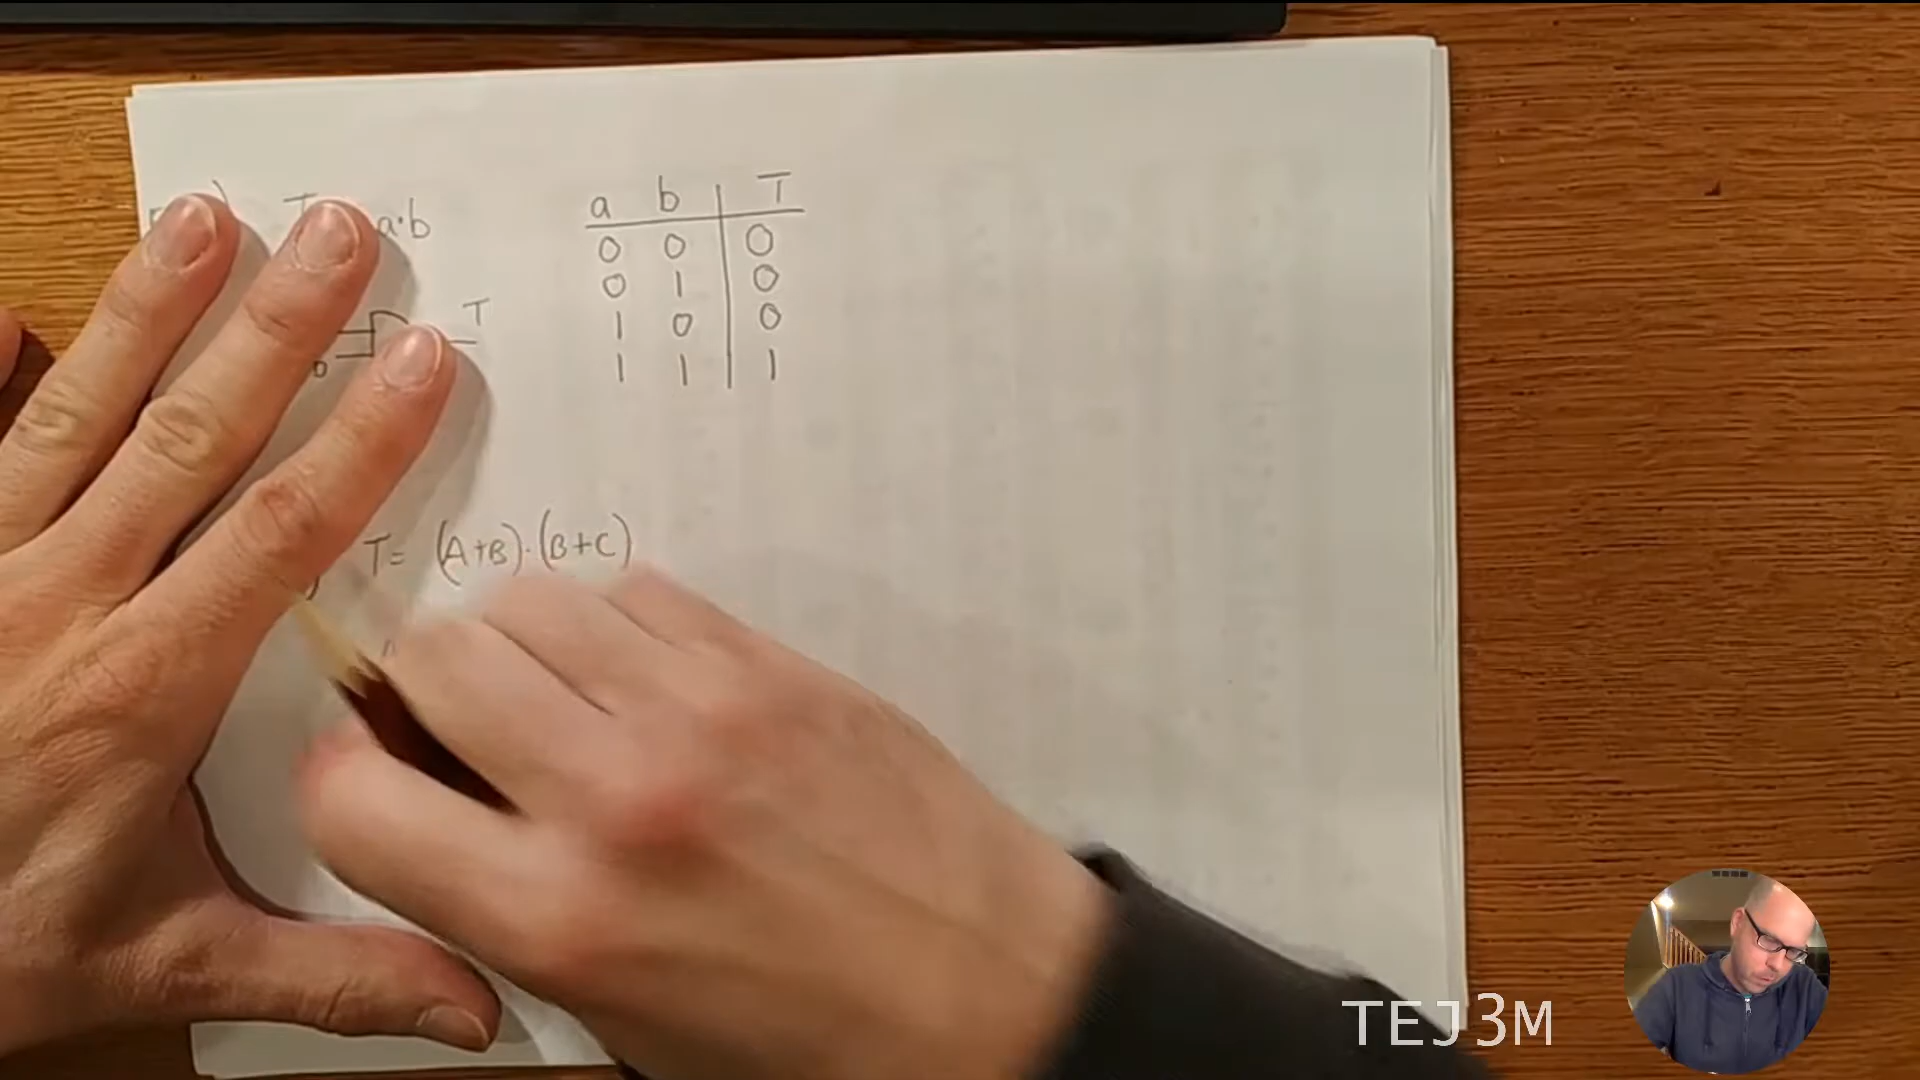 a·b
a b T
0 0 0
0 1 0
1 0 0
1 1 1
T
T= (A+B)·(B+C)
TEJ3M